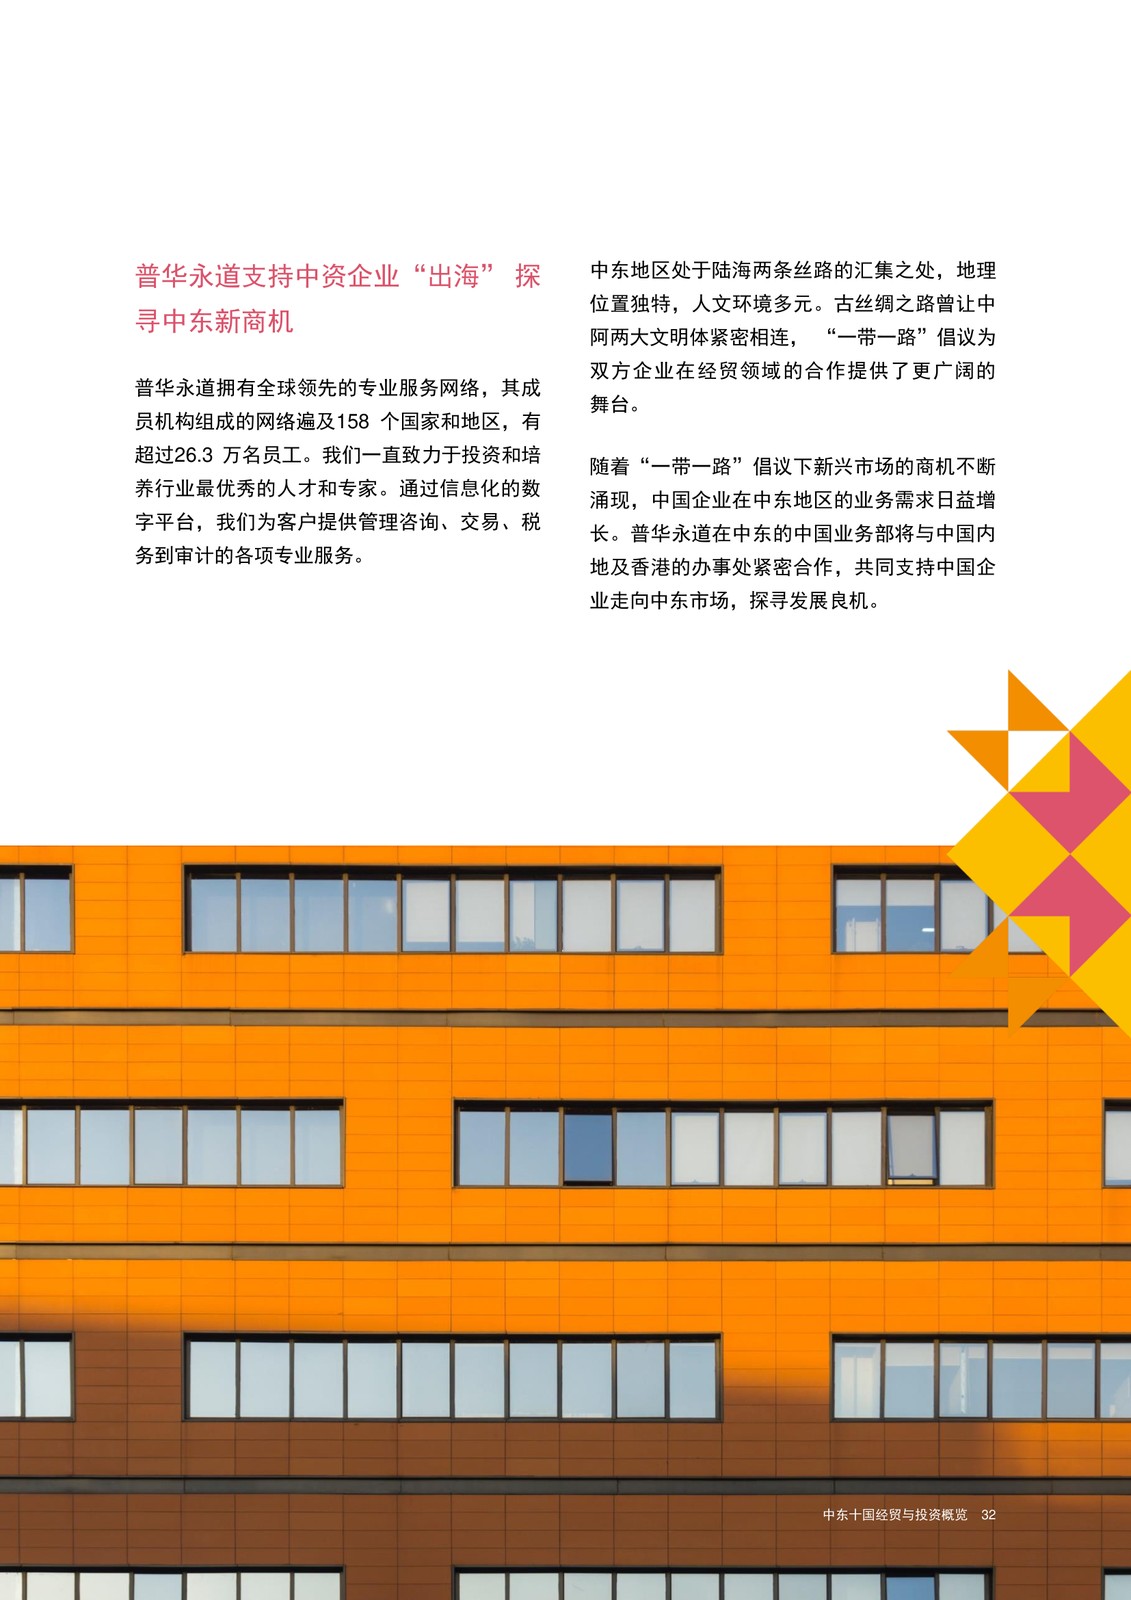 普华永道支持中资企业“出海” 探
寻中东新商机
普华永道拥有全球领先的专业服务网络，其成
员机构组成的网络遍及158 个国家和地区，有
超过26.3 万名员工。我们一直致力于投资和培
养行业最优秀的人才和专家。通过信息化的数
字平台，我们为客户提供管理咨询、交易、税
务到审计的各项专业服务。
中东地区处于陆海两条丝路的汇集之处，地理
位置独特，人文环境多元。古丝绸之路曾让中
阿两大文明体紧密相连， “一带一路”倡议为
双方企业在经贸领域的合作提供了更广阔的
舞台。
随着“一带一路”倡议下新兴市场的商机不断
涌现，中国企业在中东地区的业务需求日益增
长。普华永道在中东的中国业务部将与中国内
地及香港的办事处紧密合作，共同支持中国企
业走向中东市场，探寻发展良机。
中东十国经贸与投资概览 32